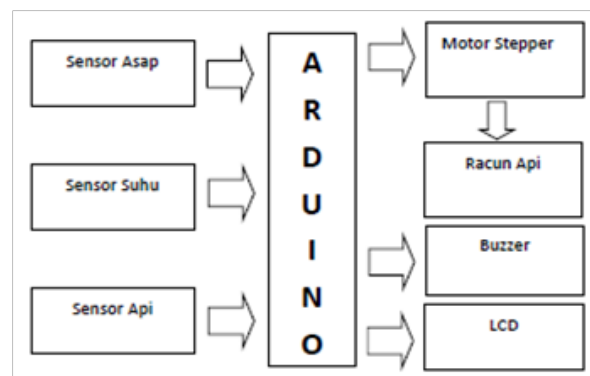 Sensor Asap
Sensor Suhu
Sensor Api
A
R
D
U
I
N
O
Motor Stepper
Racun Api
Buzzer
LCD